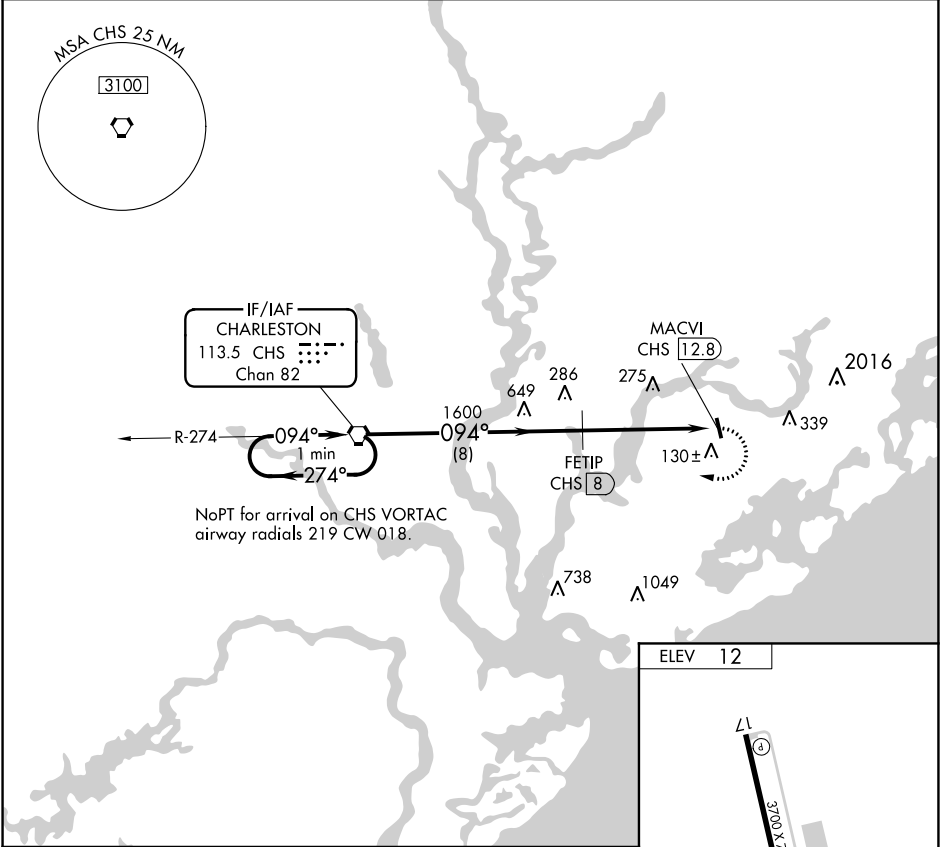 MSA CHS 25 NM
3100
IF/IAF
CHARLESTON
113.5 CHS
Chan 82
MACVI
CHS 12.8
2016
649
286
275
339
1600
R-274
094°
094°
1 min
(8)
274°
130±
FETIP
CHS 8
NoPT for arrival on CHS VORTAC
airway radials 219 CW 018.
738
1049
ELEV 12
17
P
3700 X